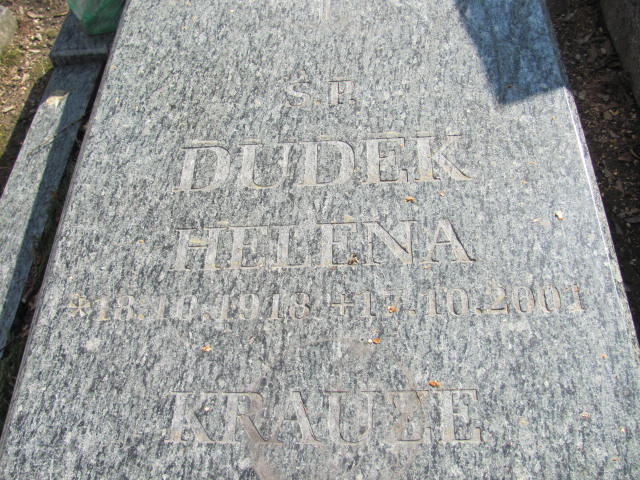 S.P.
DUDEK
HELENA
*18.10.1918 +17.10.2001
KRAUZE